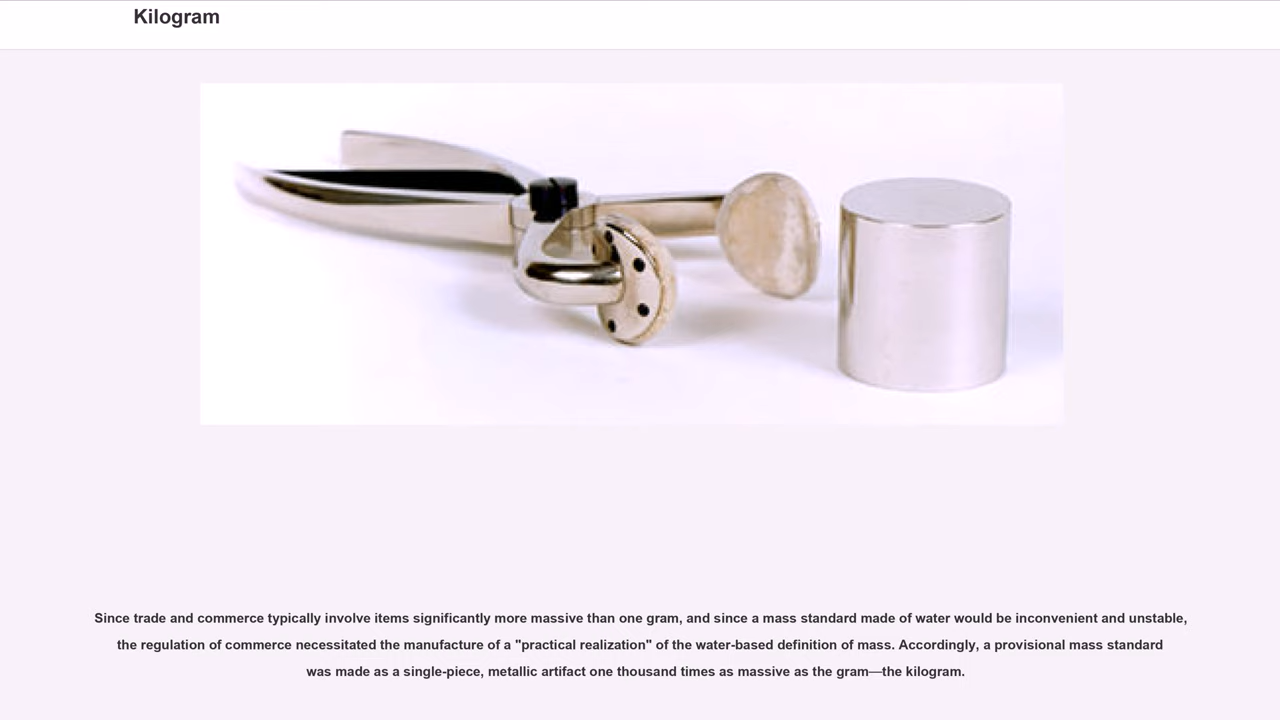 Kilogram
Since trade and commerce typically involve items significantly more massive than one gram, and since a mass standard made of water would be inconvenient and unstable,
the regulation of commerce necessitated the manufacture of a "practical realization" of the water-based definition of mass. Accordingly, a provisional mass standard
was made as a single-piece, metallic artifact one thousand times as massive as the gram—the kilogram.